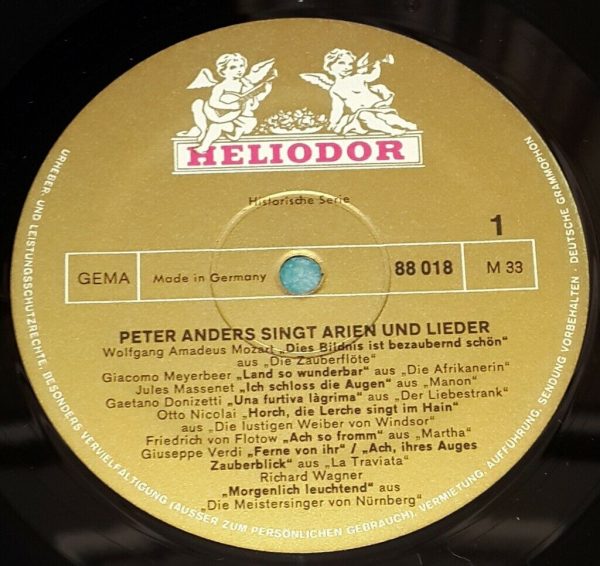 HELIODOR
Historische Serie
1
GEMA
Made in Germany
88 018
M 33
PETER ANDERS SINGT ARIEN UND LIEDER
Wolfgang Amadeus Mozart „Dies Bildnis ist bezaubernd schön“
aus „Die Zauberflöte“
Giacomo Meyerbeer „Land so wunderbar“ aus „Die Afrikanerin“
Jules Massenet „Ich schloss die Augen“ aus „Manon“
Gaetano Donizetti „Una furtiva làgrima“ aus „Der Liebestrank“
Otto Nicolai „Horch, die Lerche singt im Hain“
aus „Die lustigen Weiber von Windsor“
Friedrich von Flotow „Ach so fromm“ aus „Martha“
Giuseppe Verdi „Ferne von ihr“ / „Ach, ihres Auges
Zauberblick“ aus „La Traviata“
Richard Wagner
„Morgenlich leuchtend“ aus
„Die Meistersinger von Nürnberg“
URHEBER- UND LEISTUNGSSCHUTZRECHTE, BESONDERS VERVIELFÄLTIGUNG (AUSSER ZUM PERSÖNLICHEN GEBRAUCH), VERMIETUNG, AUFFÜHRUNG, SENDUNG VORBEHALTEN · DEUTSCHE GRAMMOPHON